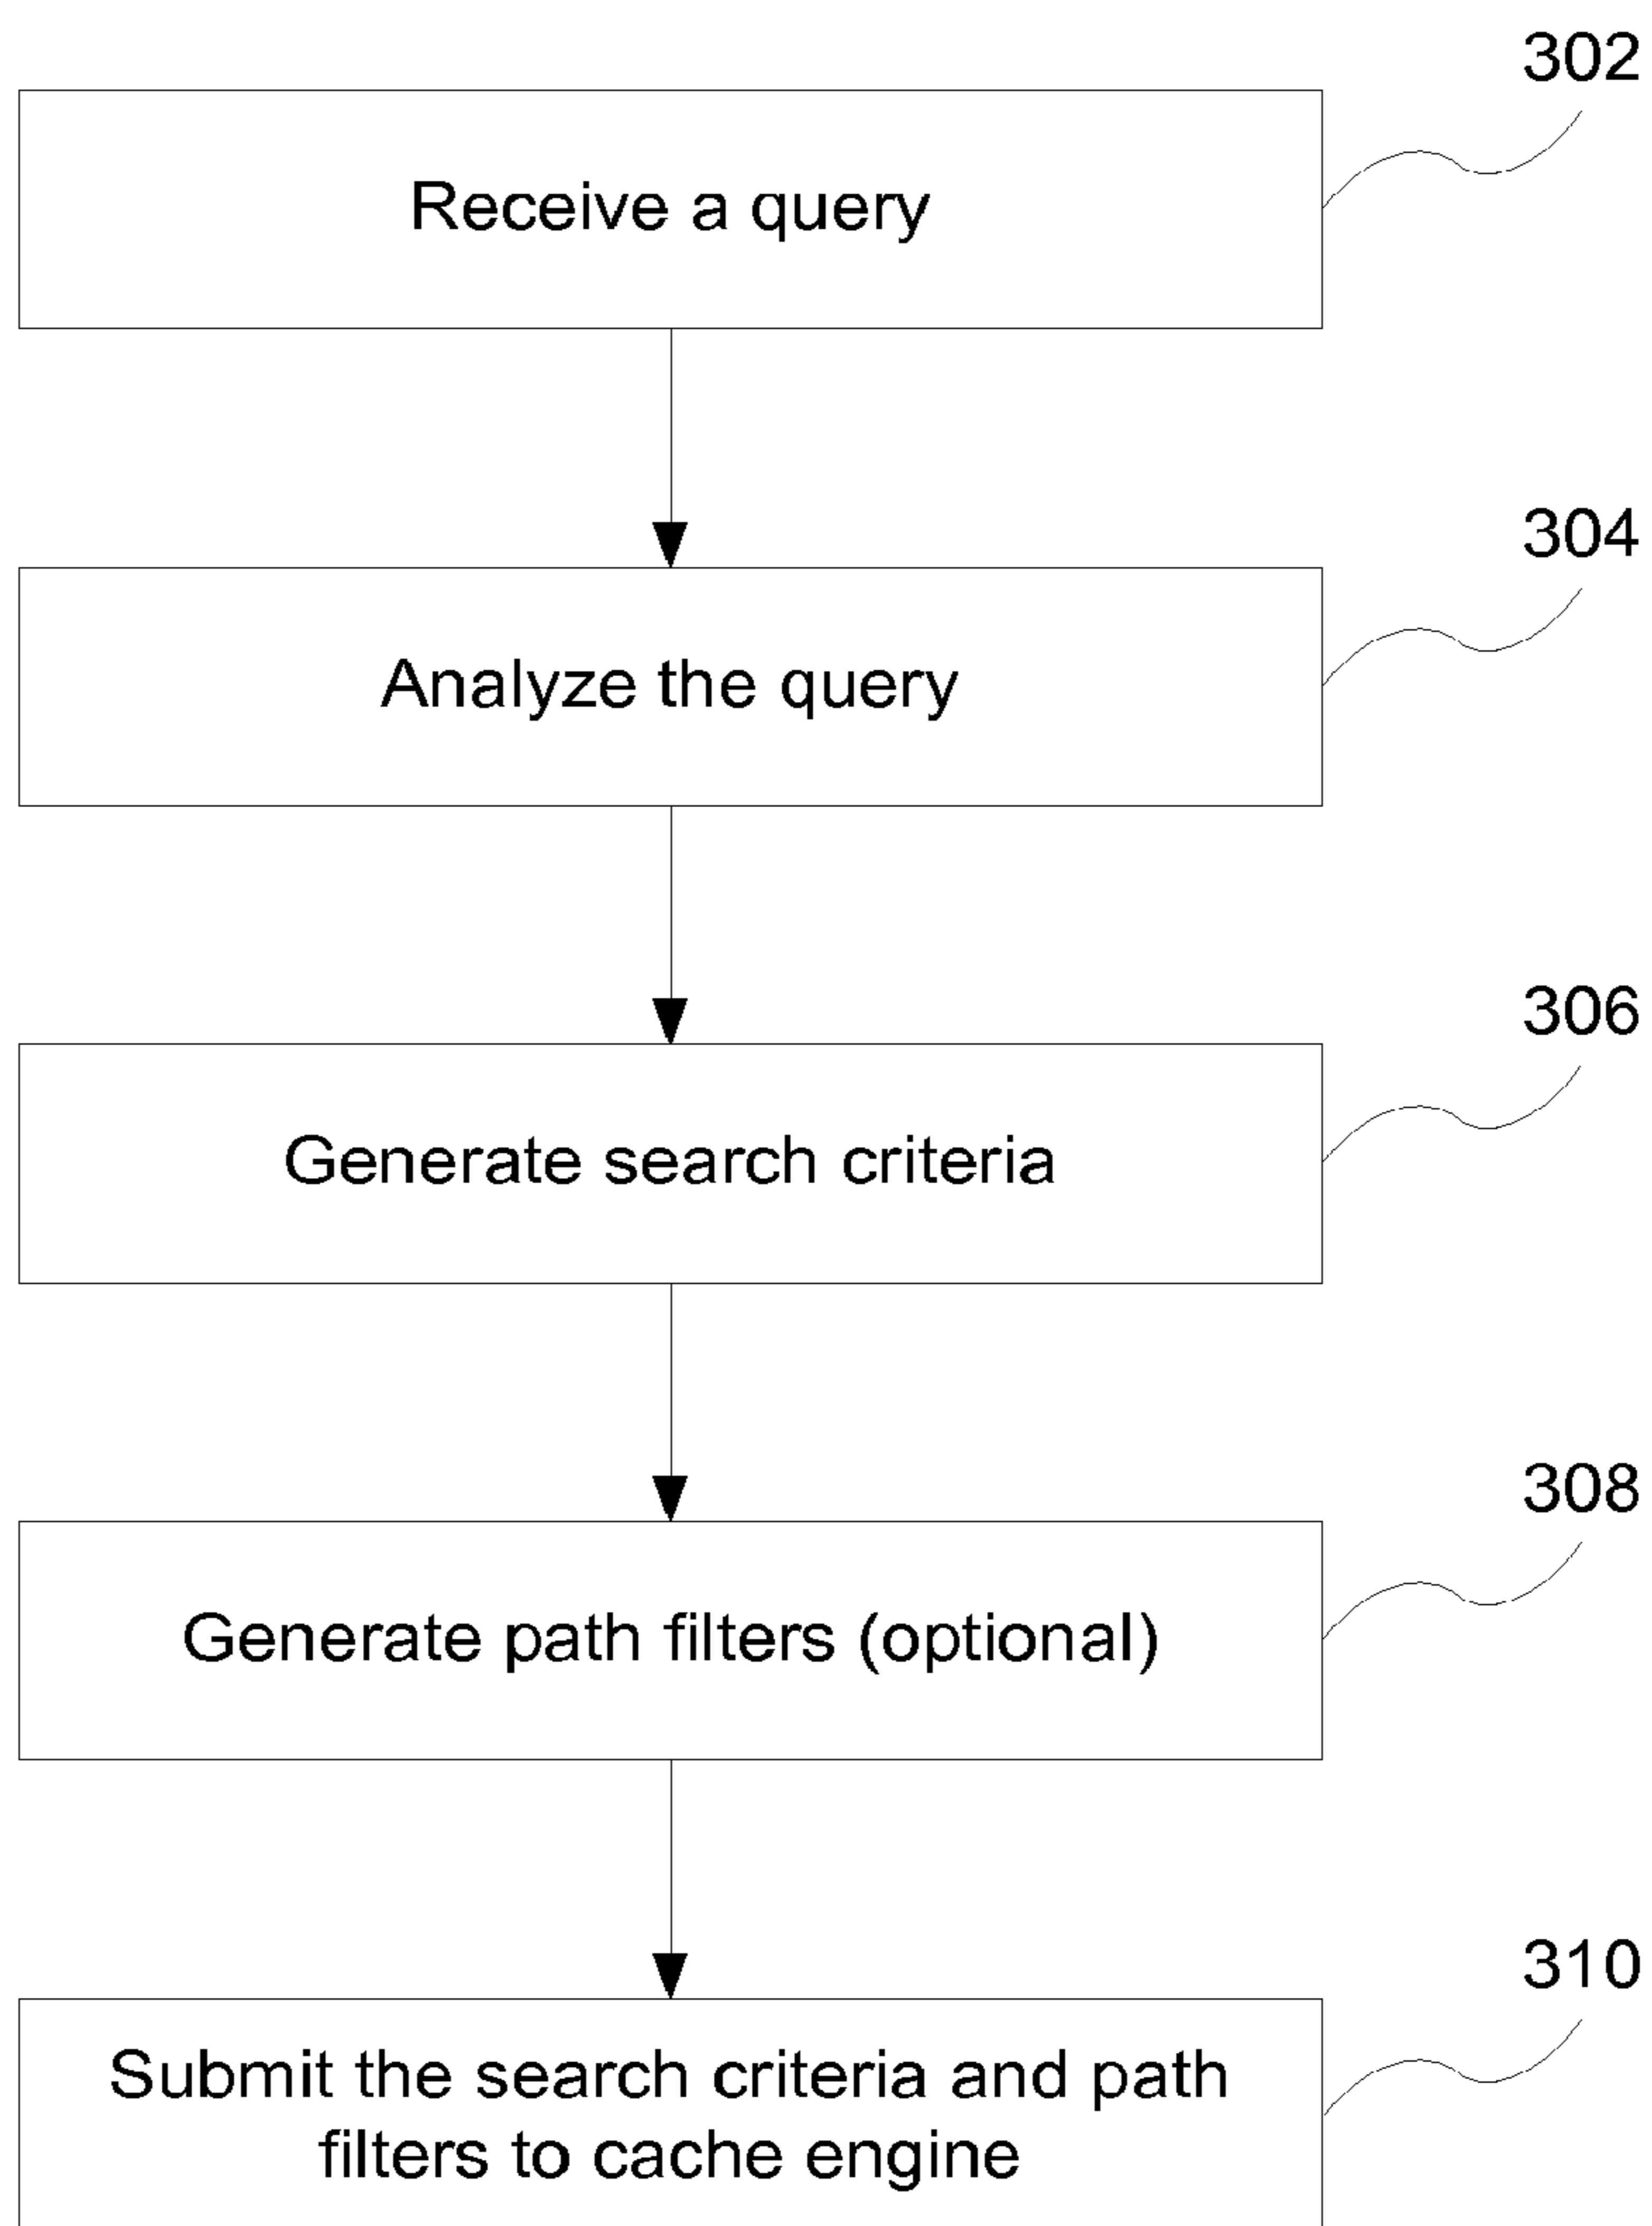 302
Receive a query
304
Analyze the query
306
Generate search criteria
308
Generate path filters (optional)
310
Submit the search criteria and path
filters to cache engine